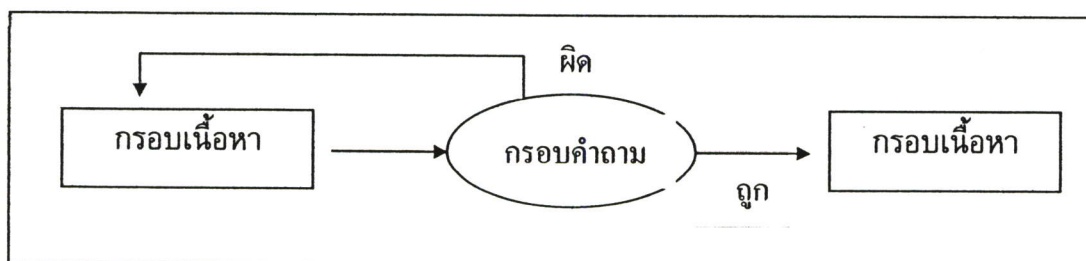 ผิด
กรอบเนื้อหา
กรอบคำถาม
กรอบเนื้อหา
ถูก